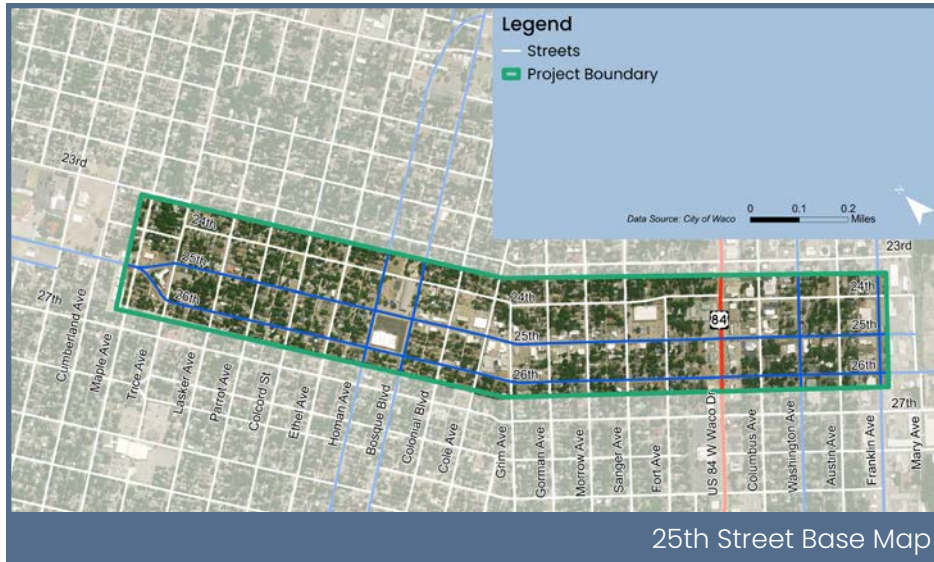 Legend
Streets
Project Boundary
Data Source: City of Waco
0 0.1 0.2
Miles
23rd
23rd
24th
24th
24th
25th
25th
25th
26th
26th
26th
27th
27th
84
Cumberland Ave
Maple Ave
Trice Ave
Lasker Ave
Parrott Ave
Colcord St
Ethel Ave
Homan Ave
Bosque Blvd
Colonial Blvd
Cole Ave
Grim Ave
Gorman Ave
Morrow Ave
Sanger Ave
Fort Ave
US 84 W Waco Dr
Columbus Ave
Washington Ave
Austin Ave
Franklin Ave
Mary Ave
25th Street Base Map